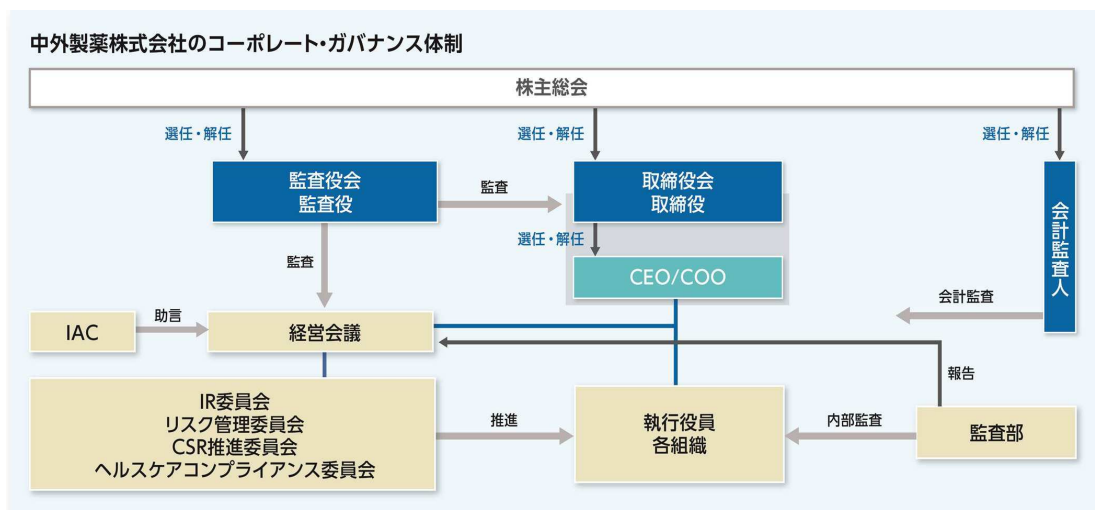 中外製薬株式会社のコーポレート・ガバナンス体制
株主総会
選任・解任
選任・解任
選任・解任
監査役会
監査役
監査
取締役会
取締役
会計監査人
選任・解任
監査
CEO/COO
会計監査
IAC
助言
経営会議
報告
IR委員会
リスク管理委員会
CSR推進委員会
ヘルスケアコンプライアンス委員会
推進
執行役員
各組織
内部監査
監査部